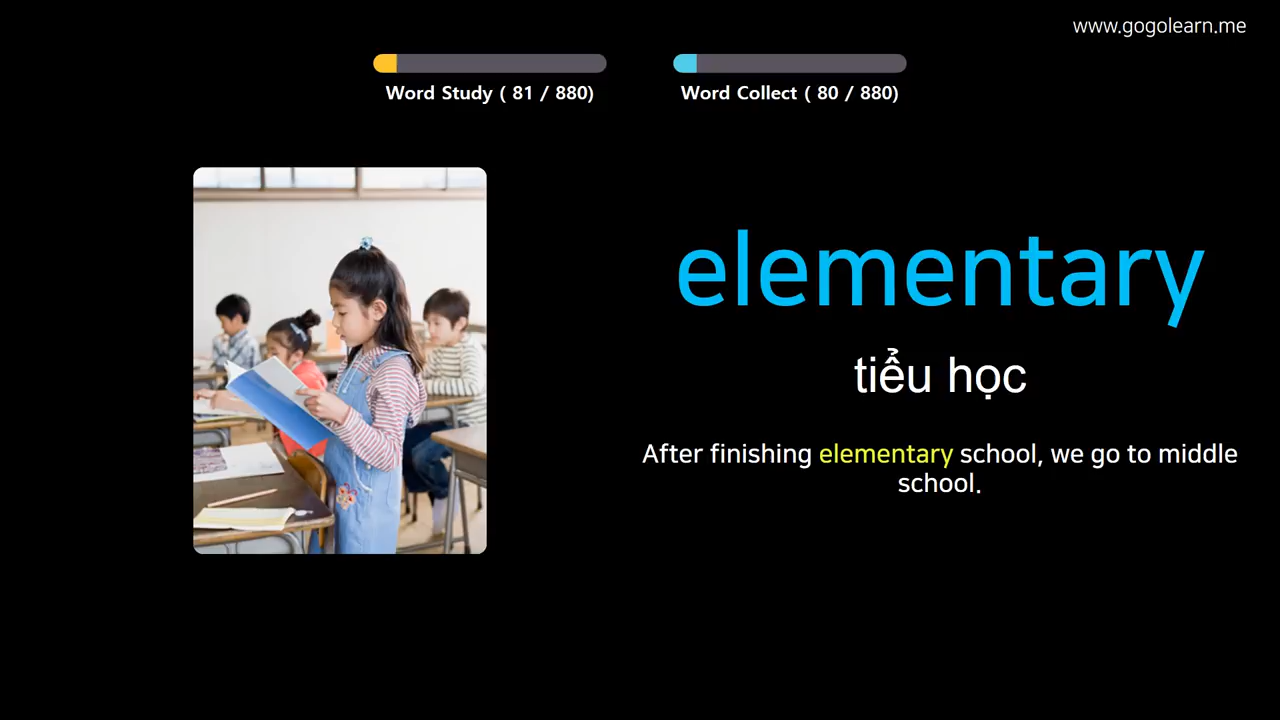 www.gogolearn.me
Word Study ( 81 / 880)
Word Collect ( 80 / 880)
elementary
tiểu học
After finishing elementary school, we go to middle
school.